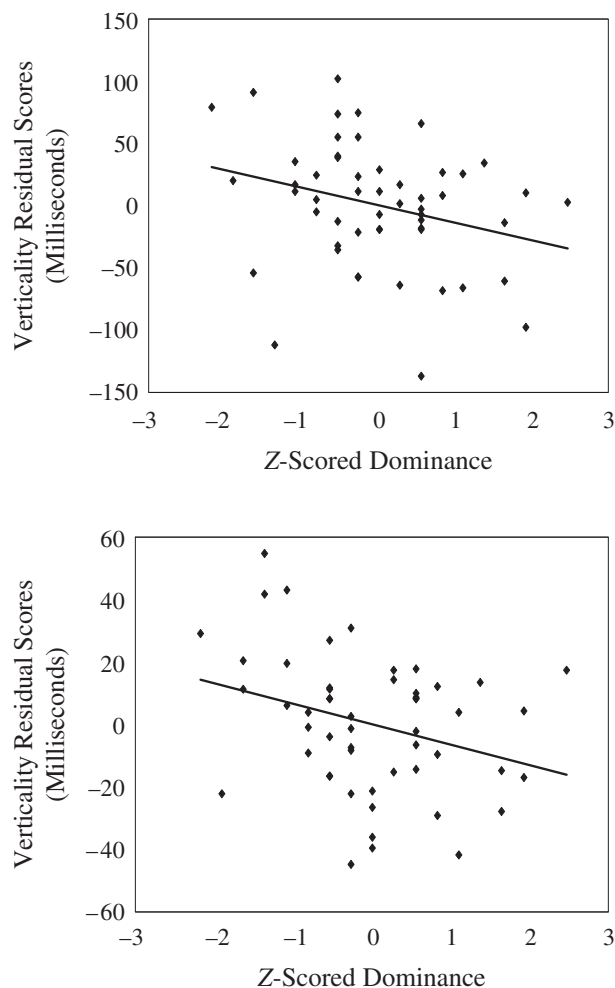 150
100
50
0
−50
−100
−150
Verticality Residual Scores
(Milliseconds)
−3 −2 −1 0 1 2 3
Z-Scored Dominance
60
40
20
0
−20
−40
−60
Verticality Residual Scores
(Milliseconds)
−3 −2 −1 0 1 2 3
Z-Scored Dominance